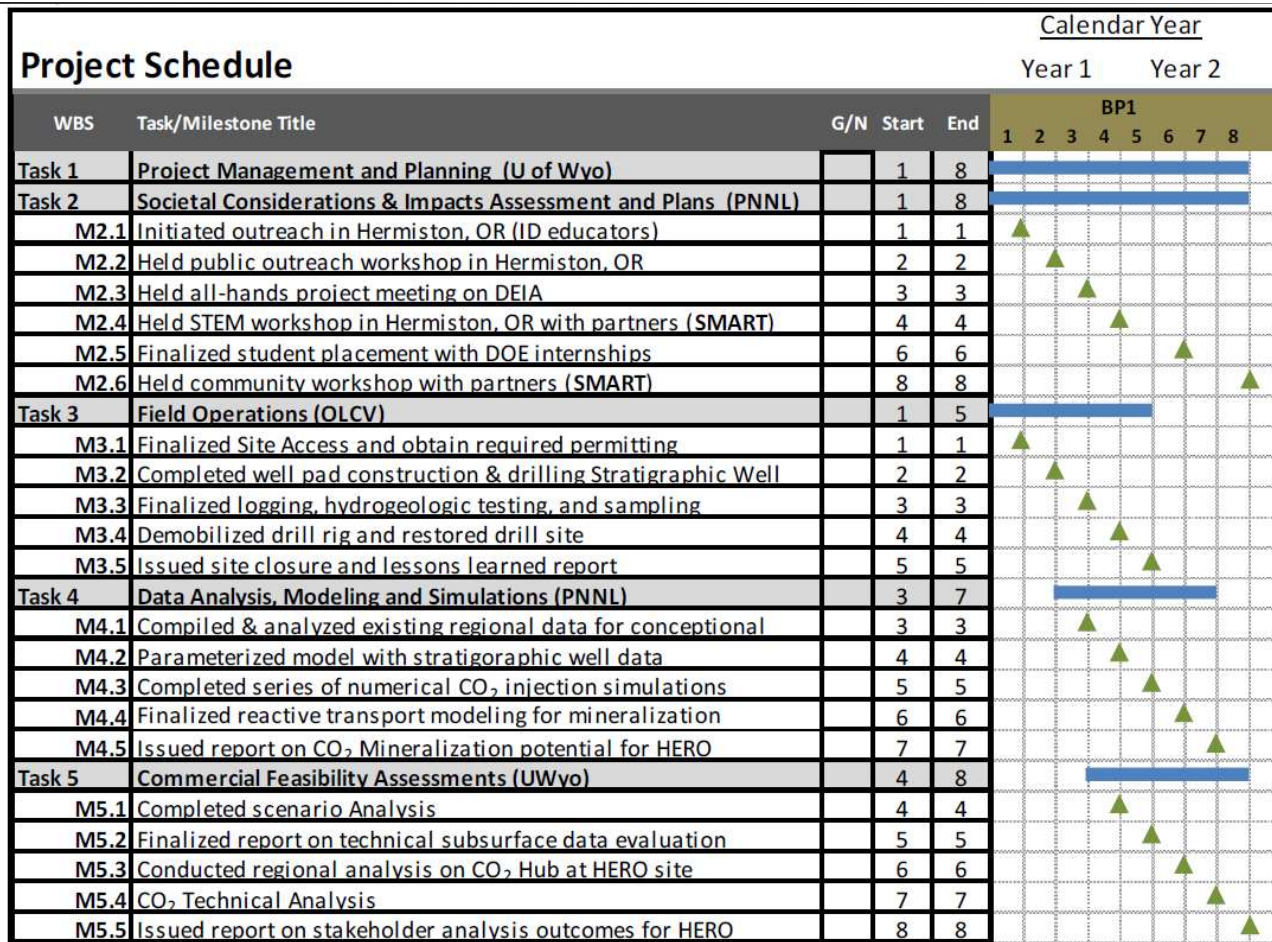 Calendar Year
Project Schedule
Year 1 Year 2
WBS Task/Milestone Title G/N Start End BP1
1 2 3 4 5 6 7 8
Task 1 Project Management and Planning (U of Wyo) 1 8
Task 2 Societal Considerations & Impacts Assessment and Plans (PNNL) 1 8
M2.1 Initiated outreach in Hermiston, OR (ID educators) 1 1
M2.2 Held public outreach workshop in Hermiston, OR 2 2
M2.3 Held all-hands project meeting on DEIA 3 3
M2.4 Held STEM workshop in Hermiston, OR with partners (SMART) 4 4
M2.5 Finalized student placement with DOE internships 6 6
M2.6 Held community workshop with partners (SMART) 8 8
Task 3 Field Operations (OLCV) 1 5
M3.1 Finalized Site Access and obtain required permitting 1 1
M3.2 Completed well pad construction & drilling Stratigraphic Well 2 2
M3.3 Finalized logging, hydrogeologic testing, and sampling 3 3
M3.4 Demobilized drill rig and restored drill site 4 4
M3.5 Issued site closure and lessons learned report 5 5
Task 4 Data Analysis, Modeling and Simulations (PNNL) 3 7
M4.1 Compiled & analyzed existing regional data for conceptional 3 3
M4.2 Parameterized model with stratigoraphic well data 4 4
M4.3 Completed series of numerical CO₂ injection simulations 5 5
M4.4 Finalized reactive transport modeling for mineralization 6 6
M4.5 Issued report on CO₂ Mineralization potential for HERO 7 7
Task 5 Commercial Feasibility Assessments (UWyo) 4 8
M5.1 Completed scenario Analysis 4 4
M5.2 Finalized report on technical subsurface data evaluation 5 5
M5.3 Conducted regional analysis on CO₂ Hub at HERO site 6 6
M5.4 CO₂ Technical Analysis 7 7
M5.5 Issued report on stakeholder analysis outcomes for HERO 8 8